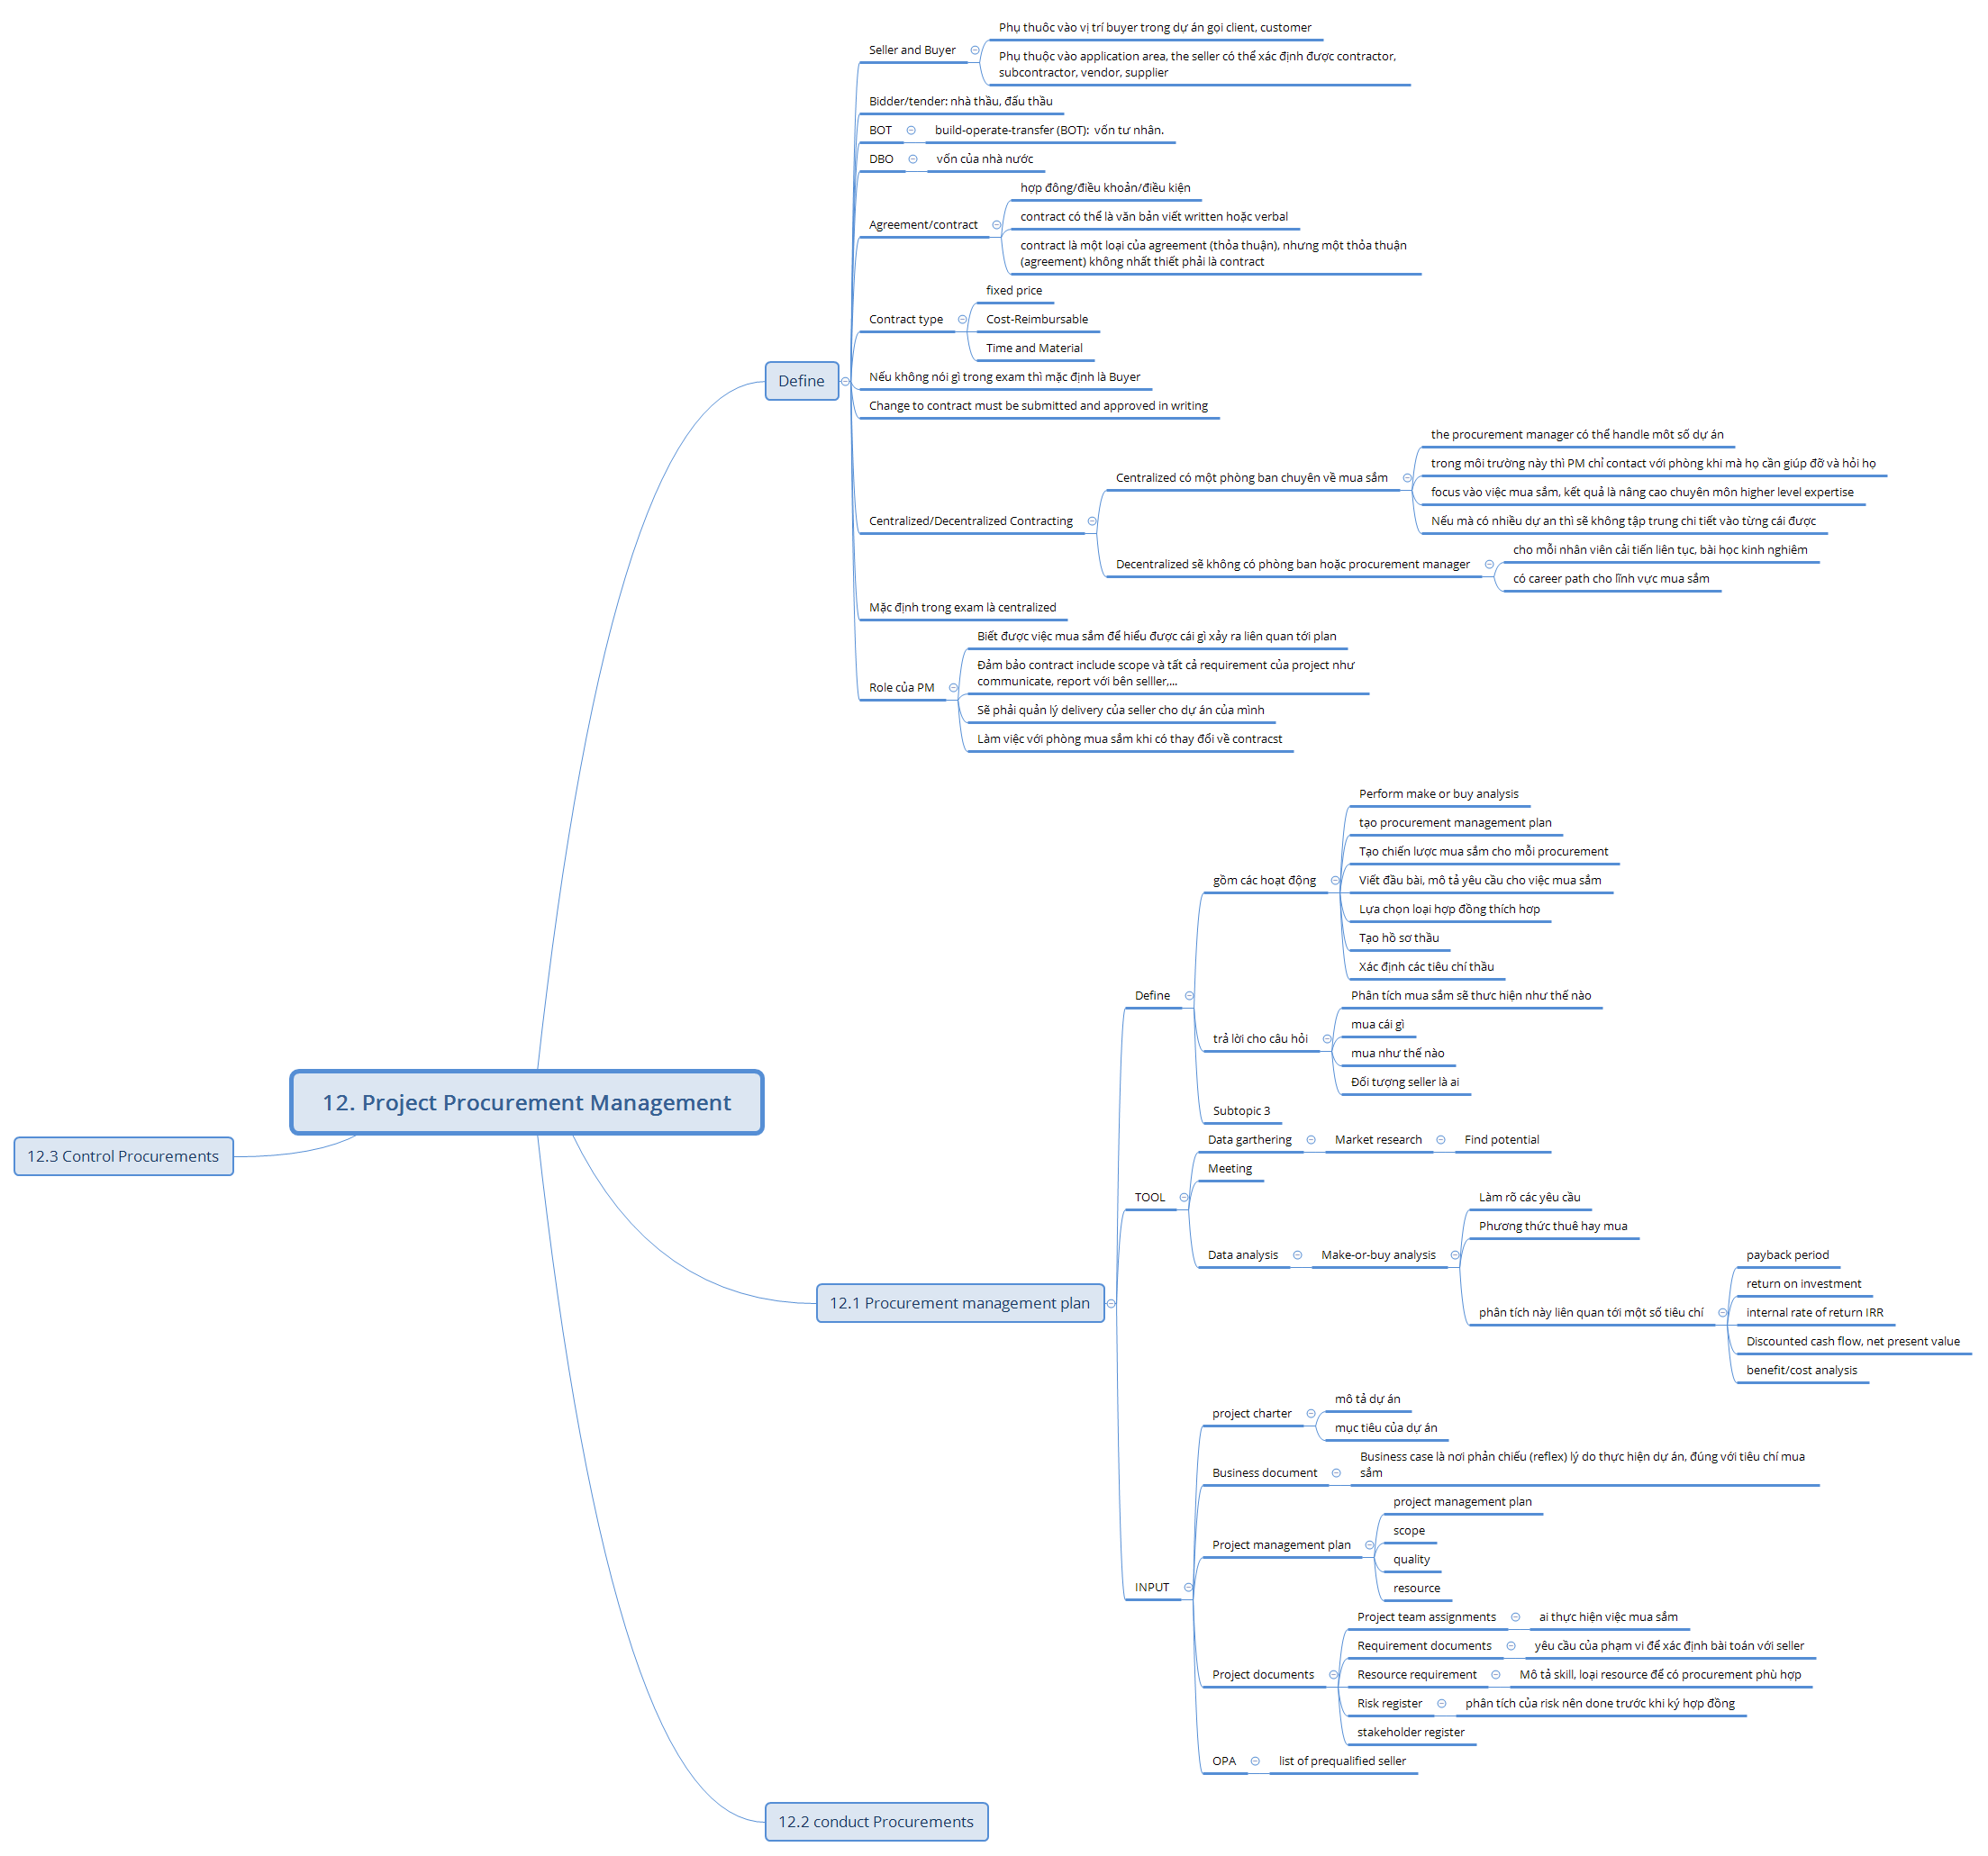 Phụ thuôc vào vị trí buyer trong dự án gọi client, customer
Seller and Buyer
Phụ thuộc vào application area, the seller có thể xác định được contractor,
subcontractor, vendor, supplier
Bidder/tender: nhà thầu, đấu thầu
BOT
build-operate-transfer (BOT): vốn tư nhân.
DBO
vốn của nhà nước
hợp đông/điều khoản/điều kiện
Agreement/contract
contract có thể là văn bản viết written hoặc verbal
contract là một loại của agreement (thỏa thuận), nhưng một thỏa thuận
(agreement) không nhất thiết phải là contract
fixed price
Contract type
Cost-Reimbursable
Time and Material
Define
Nếu không nói gì trong exam thì mặc định là Buyer
Change to contract must be submitted and approved in writing
the procurement manager có thể handle môt số dự án
trong môi trường này thì PM chỉ contact với phòng khi mà họ cần giúp đỡ và hỏi họ
Centralized có một phòng ban chuyên về mua sắm
focus vào việc mua sắm, kết quả là nâng cao chuyên môn higher level expertise
Nếu mà có nhiều dự an thì sẽ không tập trung chi tiết vào từng cái được
Centralized/Decentralized Contracting
cho mỗi nhân viên cải tiến liên tục, bài học kinh nghiêm
Decentralized sẽ không có phòng ban hoặc procurement manager
có career path cho lĩnh vực mua sắm
Mặc định trong exam là centralized
Biết được việc mua sắm để hiểu được cái gì xảy ra liên quan tới plan
Đảm bảo contract include scope và tất cả requirement của project như
communicate, report với bên selller,...
Role của PM
Sẽ phải quản lý delivery của seller cho dự án của mình
Làm việc với phòng mua sắm khi có thay đổi về contracst
Perform make or buy analysis
tạo procurement management plan
Tạo chiến lược mua sắm cho mỗi procurement
gồm các hoạt động
Viết đầu bài, mô tả yêu cầu cho việc mua sắm
Lựa chọn loại hợp đồng thích hơp
Tạo hồ sơ thầu
Xác định các tiêu chí thầu
Define
Phân tích mua sắm sẽ thưc hiện như thế nào
trả lời cho câu hỏi
mua cái gì
mua như thế nào
Đối tượng seller là ai
Subtopic 3
12. Project Procurement Management
12.3 Control Procurements
Data garthering
Market research
Find potential
Meeting
TOOL
Làm rõ các yêu cầu
Phương thức thuê hay mua
Data analysis
Make-or-buy analysis
payback period
return on investment
phân tích này liên quan tới một số tiêu chí
internal rate of return IRR
Discounted cash flow, net present value
benefit/cost analysis
12.1 Procurement management plan
project charter
mô tả dự án
mục tiêu của dự án
Business document
Business case là nơi phản chiếu (reflex) lý do thực hiện dự án, đúng với tiêu chí mua
sắm
project management plan
scope
Project management plan
quality
resource
INPUT
Project team assignments
ai thực hiện việc mua sắm
Requirement documents
yêu cầu của phạm vi để xác định bài toán với seller
Project documents
Resource requirement
Mô tả skill, loại resource để có procurement phù hợp
Risk register
phân tích của risk nên done trước khi ký hợp đồng
stakeholder register
OPA
list of prequalified seller
12.2 conduct Procurements